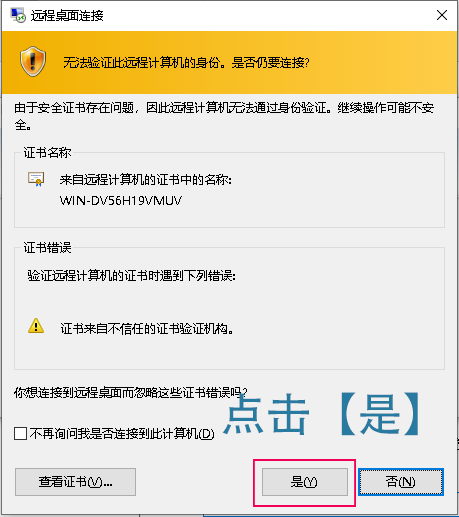 远程桌面连接
无法验证此远程计算机的身份。是否仍要连接?
由于安全证书存在问题，因此远程计算机无法通过身份验证。继续操作可能不安
全。
证书名称
来自远程计算机的证书中的名称:
WIN-DV56H19VMUV
证书错误
验证远程计算机的证书时遇到下列错误:
证书来自不信任的证书验证机构。
你想连接到远程桌面而忽略这些证书错误吗?
点击【是】
不再询问我是否连接到此计算机(D)
查看证书(V)...
是(Y)
否(N)